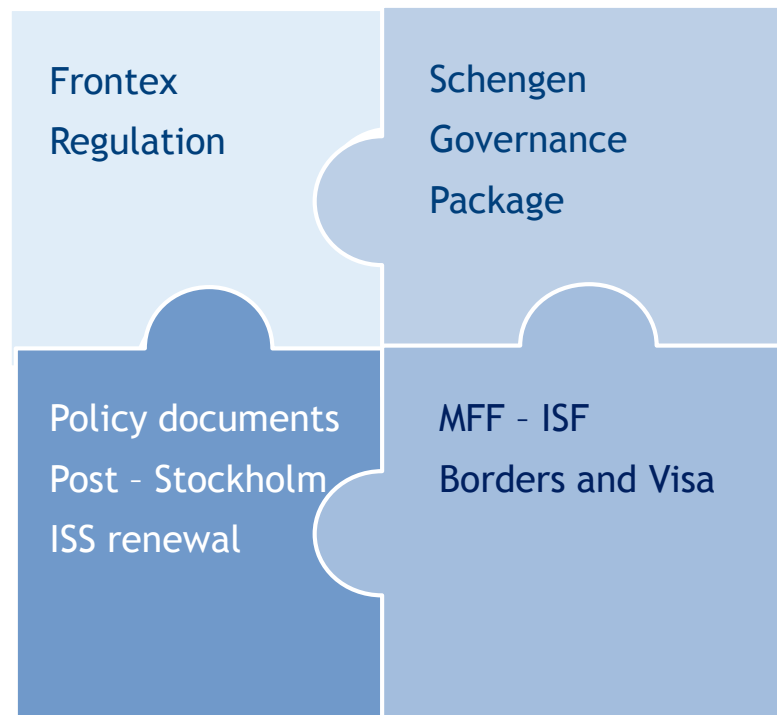 Frontex
Regulation
Schengen
Governance
Package
Policy documents
Post – Stockholm
ISS renewal
MFF – ISF
Borders and Visa